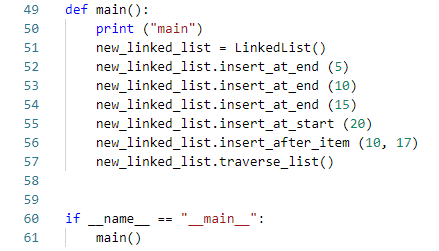 49 def main():
50     print ("main")
51     new_linked_list = LinkedList()
52     new_linked_list.insert_at_end (5)
53     new_linked_list.insert_at_end (10)
54     new_linked_list.insert_at_end (15)
55     new_linked_list.insert_at_start (20)
56     new_linked_list.insert_after_item (10, 17)
57     new_linked_list.traverse_list()
58
59
60 if __name__ == "__main__":
61     main()